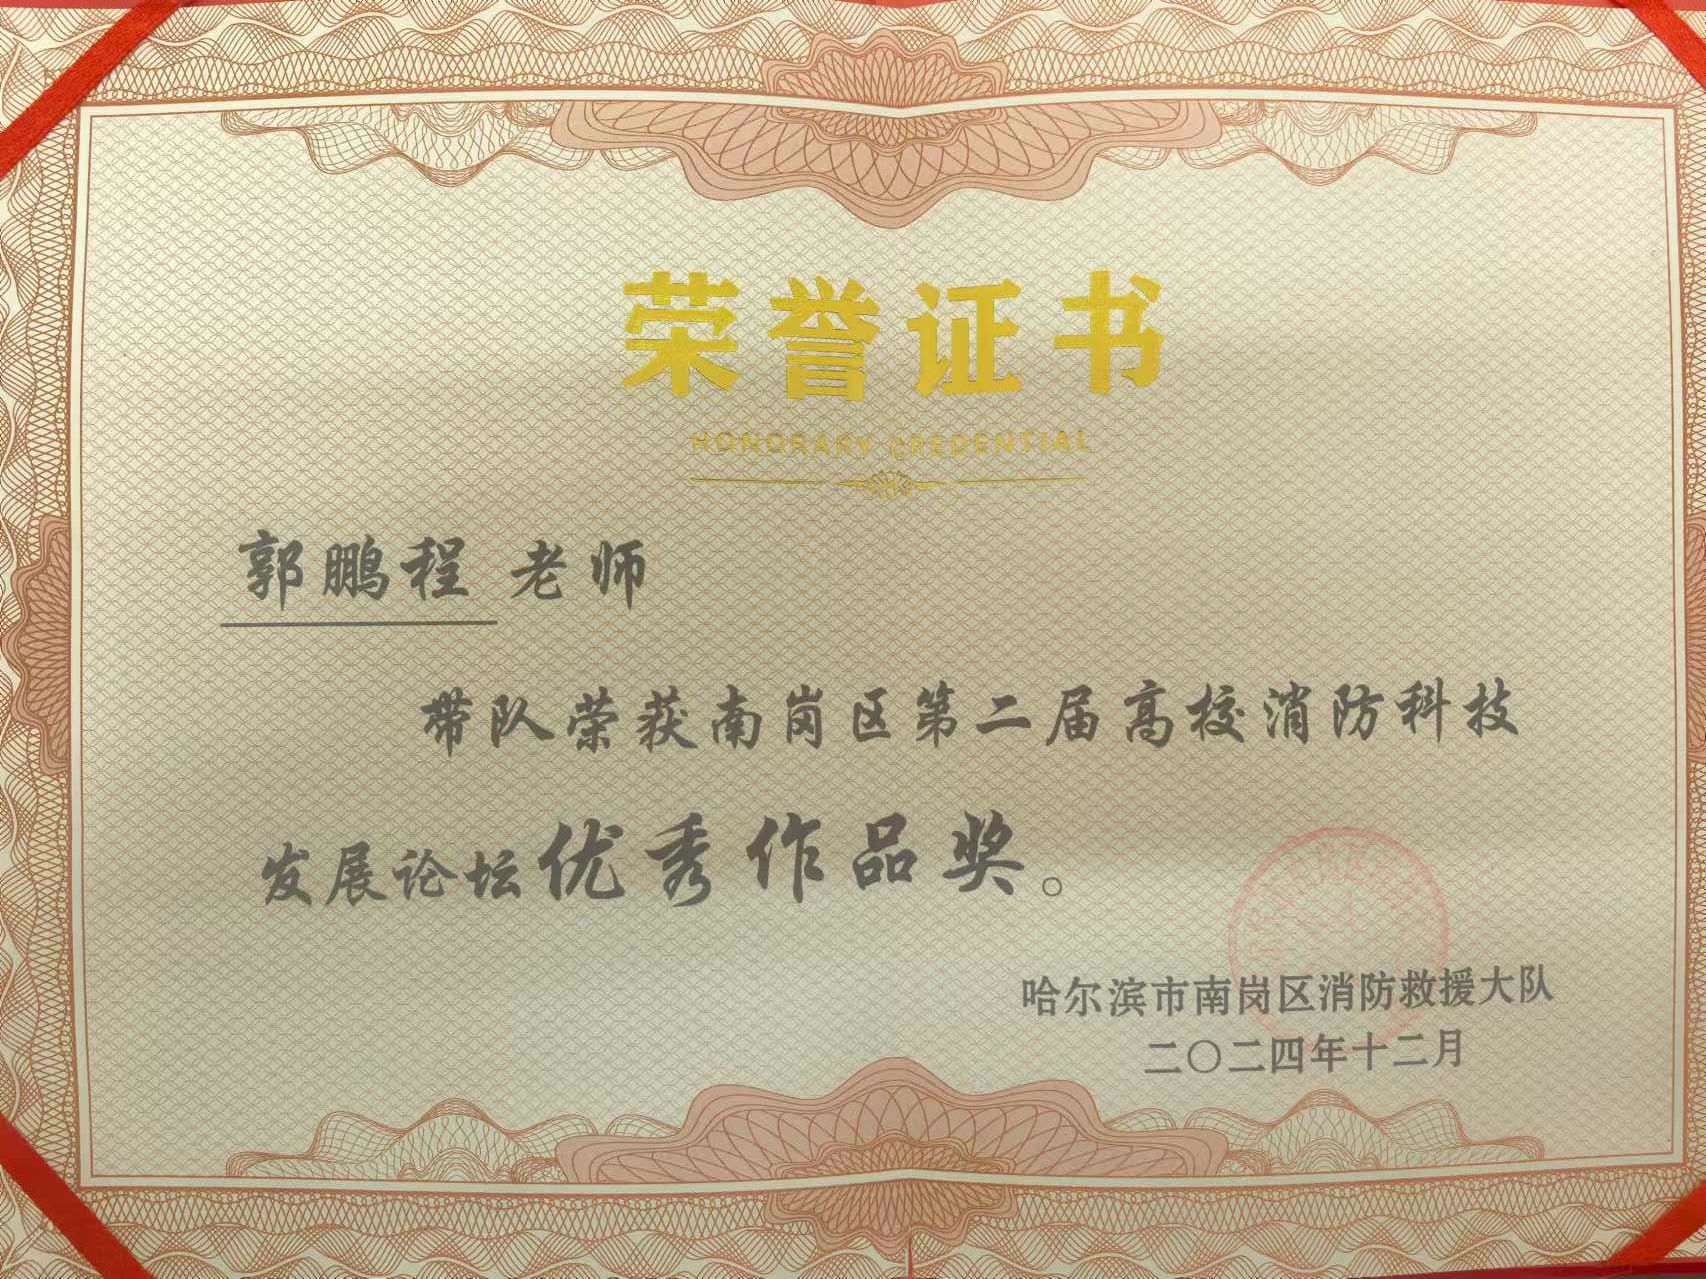 荣誉证书
HONORARY CREDENTIAL
郭鹏程 老师
带队荣获南岗区第二届高校消防科技
发展论坛优秀作品奖。
哈尔滨市南岗区消防救援大队
二〇二四年十二月